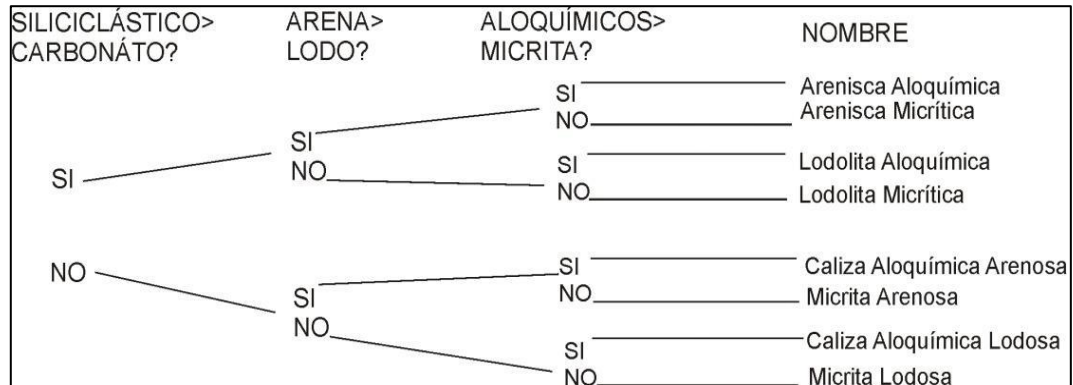 SILICICLÁSTICO> ARENA> ALOQUÍMICOS> NOMBRE
CARBONÁTO? LODO? MICRITA?
SI Arenisca Aloquímica
NO Arenisca Micrítica
SI
NO
SI Lodolita Aloquímica
NO Lodolita Micrítica
SI
NO
SI Caliza Aloquímica Arenosa
NO Micrita Arenosa
SI
NO
SI Caliza Aloquímica Lodosa
NO Micrita Lodosa